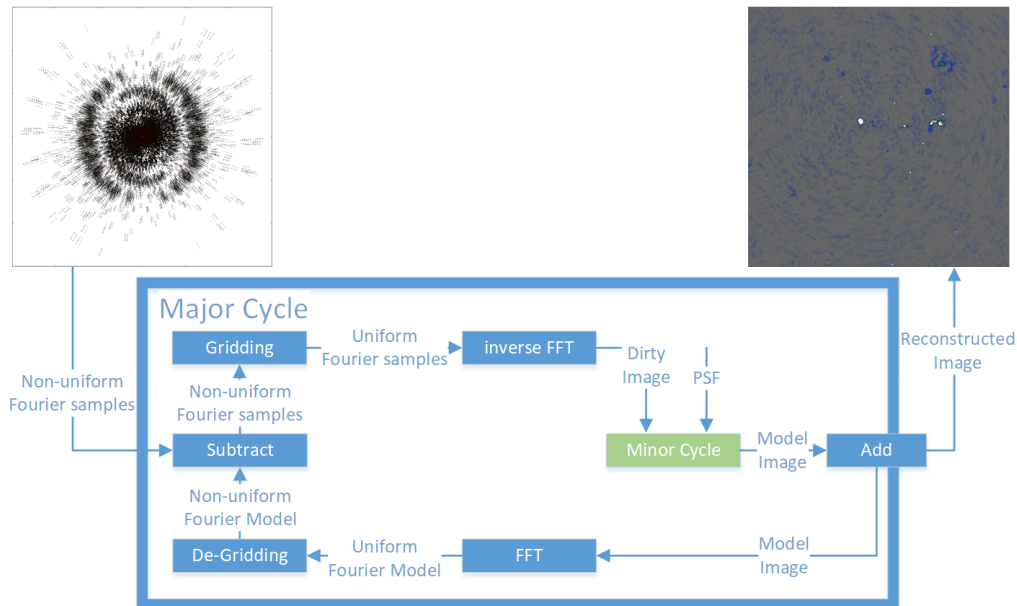 Major Cycle
Gridding
Uniform
Fourier samples
inverse FFT
Dirty
Image
PSF
Reconstructed
Image
Non-uniform
Fourier samples
Non-uniform
Fourier samples
Subtract
Minor Cycle
Model
Image
Add
Non-uniform
Fourier Model
De-Gridding
Uniform
Fourier Model
FFT
Model
Image